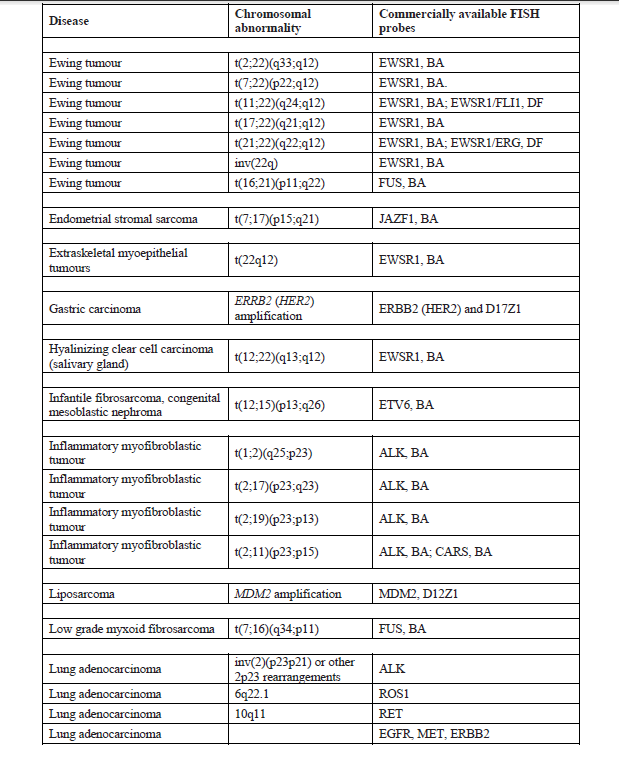 Disease Chromosomal abnormality Commercially available FISH probes
Ewing tumour t(2;22)(q33;q12) EWSR1, BA
Ewing tumour t(7;22)(p22;q12) EWSR1, BA.
Ewing tumour t(11;22)(q24;q12) EWSR1, BA; EWSR1/FLI1, DF
Ewing tumour t(17;22)(q21;q12) EWSR1, BA
Ewing tumour t(21;22)(q22;q12) EWSR1, BA; EWSR1/ERG, DF
Ewing tumour inv(22q) EWSR1, BA
Ewing tumour t(16;21)(p11;q22) FUS, BA
Endometrial stromal sarcoma t(7;17)(p15;q21) JAZF1, BA
Extraskeletal myoepithelial tumours t(22q12) EWSR1, BA
Gastric carcinoma ERRB2 (HER2) amplification ERBB2 (HER2) and D17Z1
Hyalinizing clear cell carcinoma (salivary gland) t(12;22)(q13;q12) EWSR1, BA
Infantile fibrosarcoma, congenital mesoblastic nephroma t(12;15)(p13;q26) ETV6, BA
Inflammatory myofibroblastic tumour t(1;2)(q25;p23) ALK, BA
Inflammatory myofibroblastic tumour t(2;17)(p23;q23) ALK, BA
Inflammatory myofibroblastic tumour t(2;19)(p23;p13) ALK, BA
Inflammatory myofibroblastic tumour t(2;11)(p23;p15) ALK, BA; CARS, BA
Liposarcoma MDM2 amplification MDM2, D12Z1
Low grade myxoid fibrosarcoma t(7;16)(q34;p11) FUS, BA
Lung adenocarcinoma inv(2)(p23p21) or other 2p23 rearrangements ALK
Lung adenocarcinoma 6q22.1 ROS1
Lung adenocarcinoma 10q11 RET
Lung adenocarcinoma EGFR, MET, ERBB2